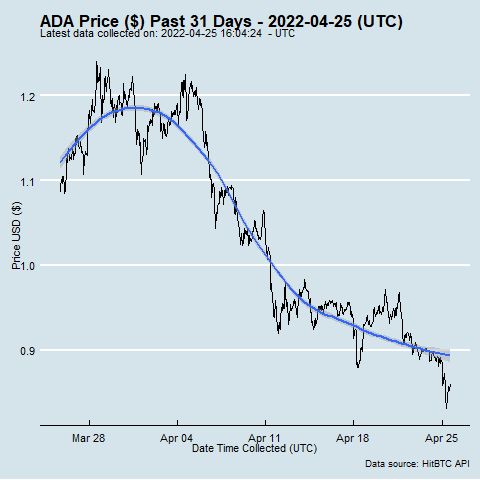 ADA Price ($) Past 31 Days - 2022-04-25 (UTC)
Latest data collected on: 2022-04-25 16:04:24  - UTC
Price USD ($)
1.2
1.1
1.0
0.9
Mar 28
Apr 04
Apr 11
Apr 18
Apr 25
Date Time Collected (UTC)
Data source: HitBTC API